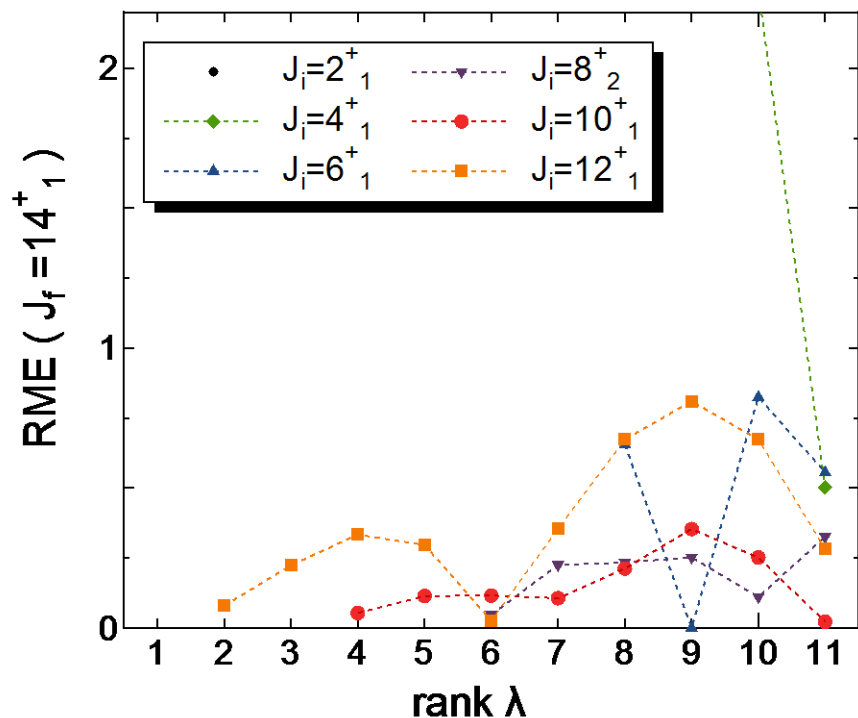 2
J_i=2^+_1
J_i=8^+_2
J_i=4^+_1
J_i=10^+_1
J_i=6^+_1
J_i=12^+_1
RME ( J_f =14^+_1 )
1
0
1 2 3 4 5 6 7 8 9 10 11
rank λ